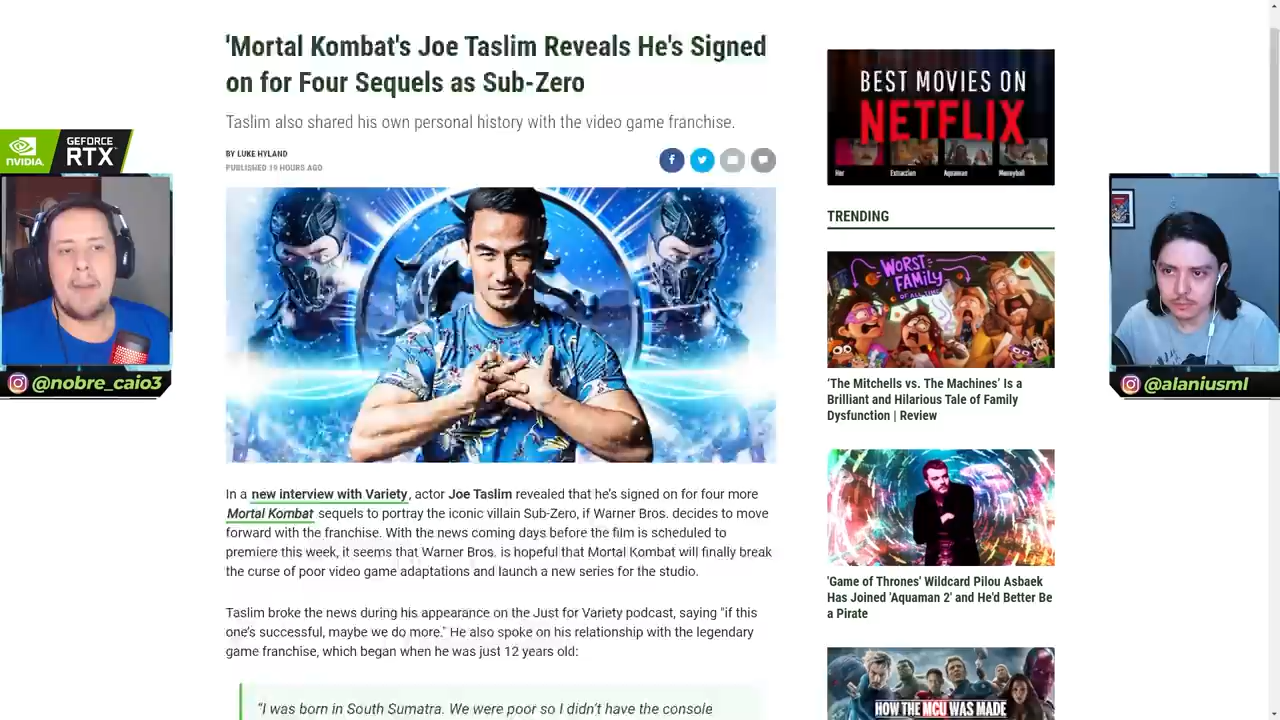 'Mortal Kombat's Joe Taslim Reveals He's Signed
on for Four Sequels as Sub-Zero
Taslim also shared his own personal history with the video game franchise.
BY LUKE HYLAND
PUBLISHED 19 HOURS AGO
NVIDIA
GEFORCE
RTX
@nobre_caio3
In a new interview with Variety, actor Joe Taslim revealed that he's signed on for four more
Mortal Kombat sequels to portray the iconic villain Sub-Zero, if Warner Bros. decides to move
forward with the franchise. With the news coming days before the film is scheduled to
premiere this week, it seems that Warner Bros. is hopeful that Mortal Kombat will finally break
the curse of poor video game adaptations and launch a new series for the studio.
Taslim broke the news during his appearance on the Just for Variety podcast, saying "if this
one's successful, maybe we do more." He also spoke on his relationship with the legendary
game franchise, which began when he was just 12 years old:
"I was born in South Sumatra. We were poor so I didn't have the console
BEST MOVIES ON
NETFLIX
Her
Extraction
Aquaman
Moneyball
TRENDING
WORST
FAMILY
OF ALL TIME
'The Mitchells vs. The Machines' Is a
Brilliant and Hilarious Tale of Family
Dysfunction | Review
'Game of Thrones' Wildcard Pilou Asbaek
Has Joined 'Aquaman 2' and He'd Better Be
a Pirate
HOW THE MCU WAS MADE
@alaniusml